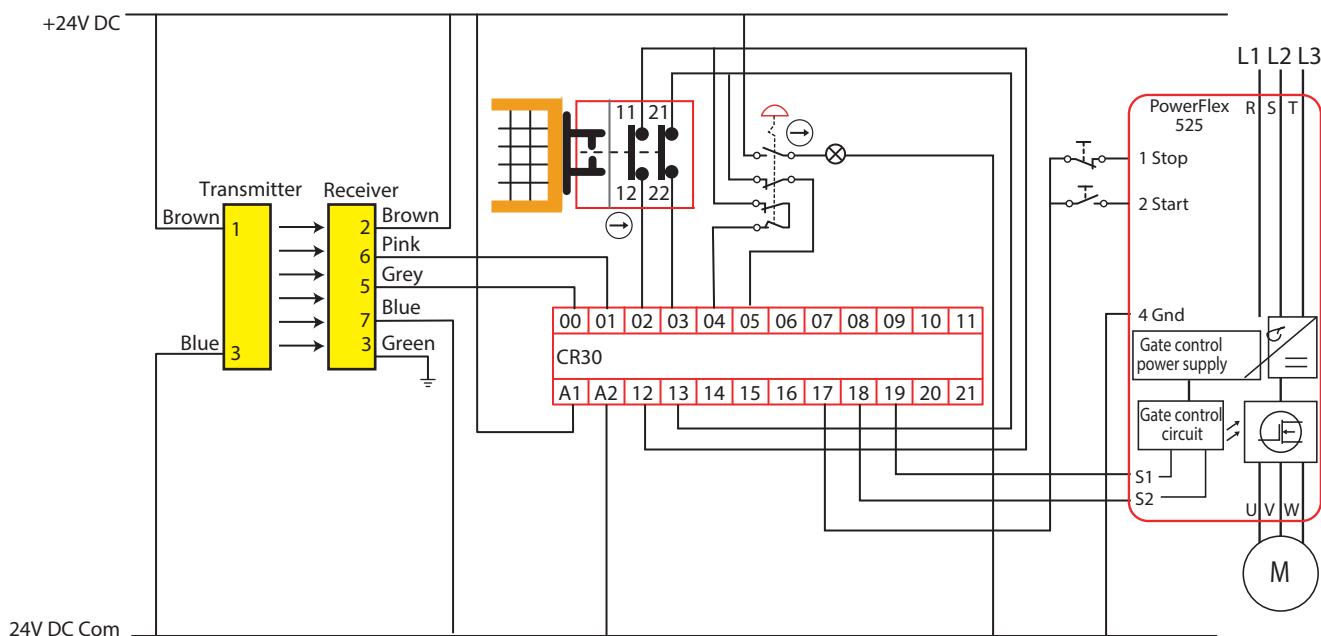 +24V DC
L1 L2 L3
PowerFlex
525
R S T
11 21
12 22
1 Stop
2 Start
Transmitter Receiver
Brown 1
2 Brown
6 Pink
5 Grey
7 Blue
Blue 3
3 Green
00 01 02 03 04 05 06 07 08 09 10 11
CR30
A1 A2 12 13 14 15 16 17 18 19 20 21
4 Gnd
Gate control
power supply
Gate control
circuit
S1
S2
U V W
M
24V DC Com